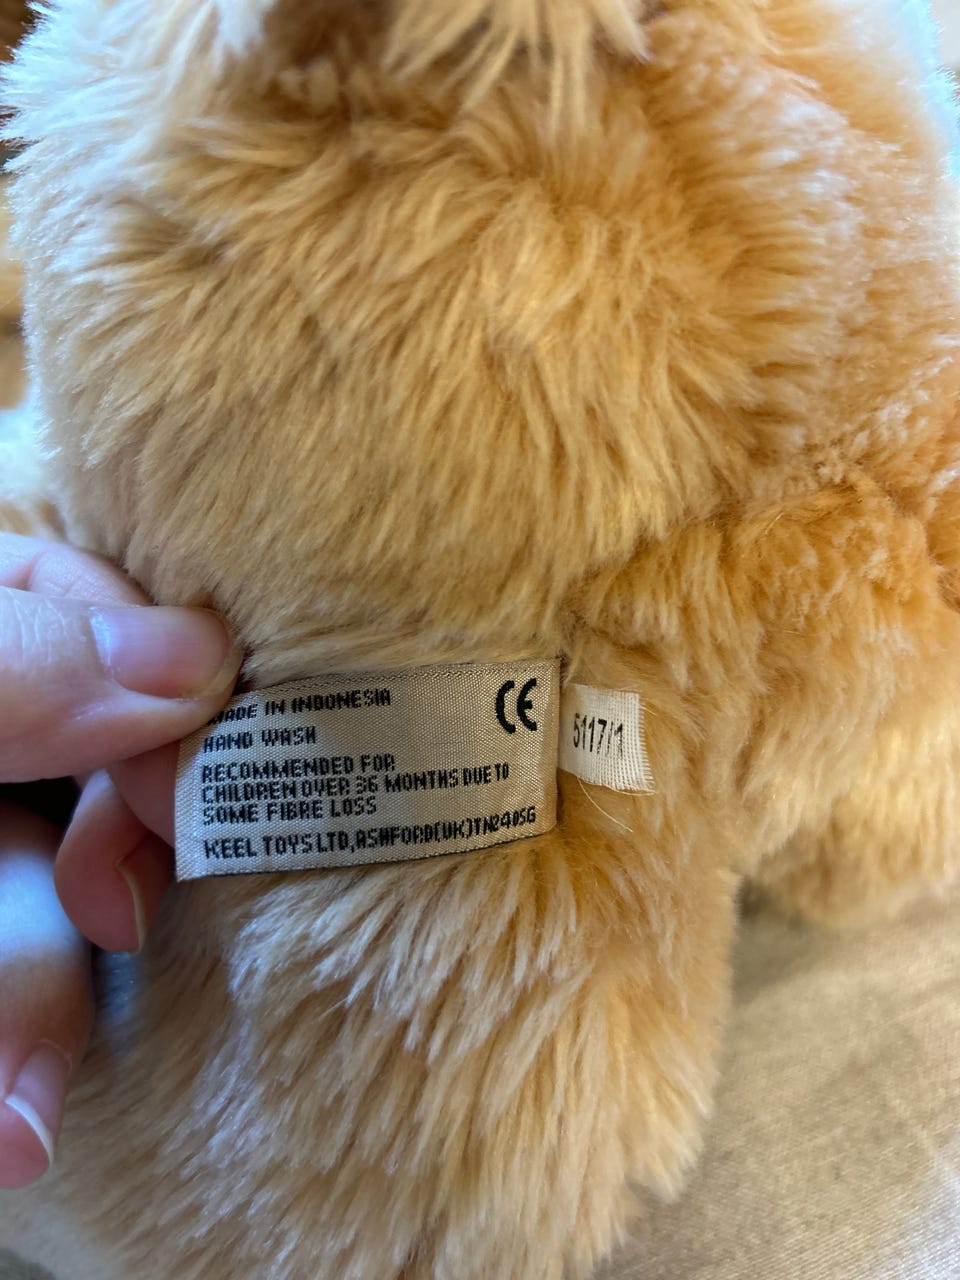 MADE IN INDONESIA
CE
HAND WASH
RECOMMENDED FOR
CHILDREN OVER 36 MONTHS DUE TO
SOME FIBRE LOSS
KEEL TOYS LTD,ASHFORD(UK)TN240SG
5117/1